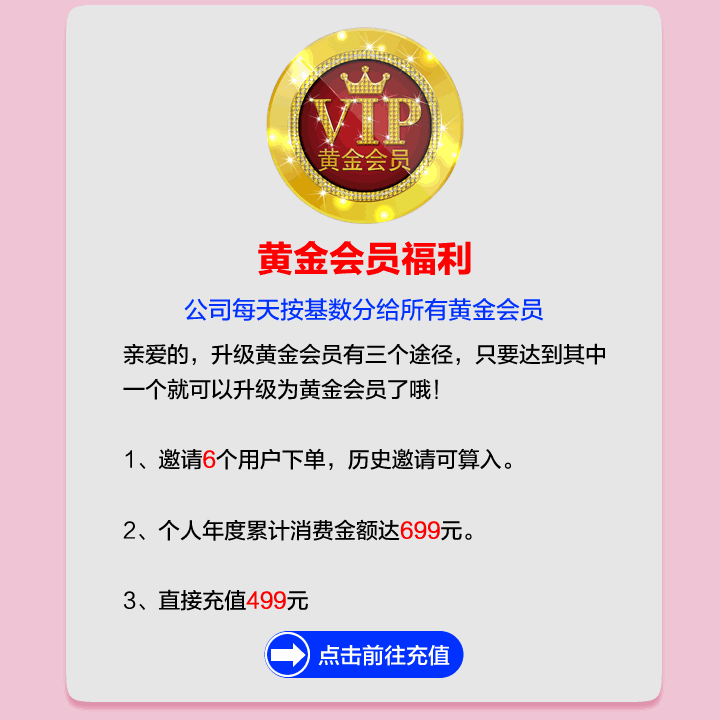 VIP
黄金会员
黄金会员福利
公司每天按基数分给所有黄金会员
亲爱的，升级黄金会员有三个途径，只要达到其中
一个就可以升级为黄金会员了哦！
1、邀请6个用户下单，历史邀请可算入。
2、个人年度累计消费金额达699元。
3、直接充值499元
点击前往充值